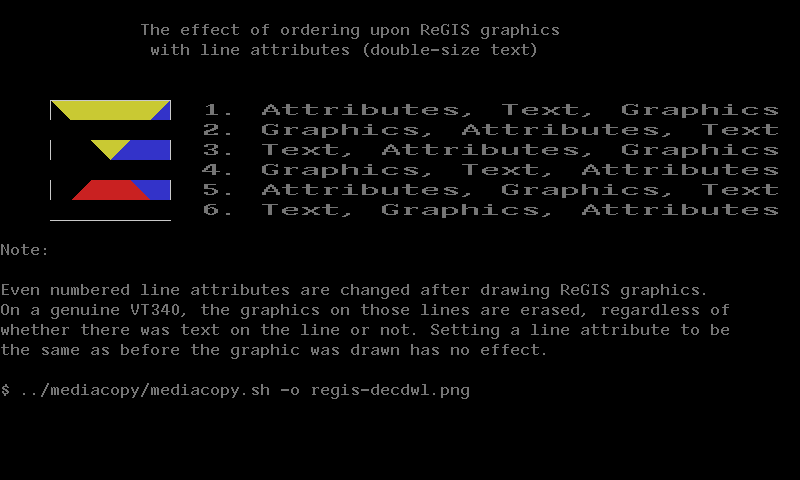 The effect of ordering upon ReGIS graphics
with line attributes (double-size text)
1. Attributes, Text, Graphics
2. Graphics, Attributes, Text
3. Text, Attributes, Graphics
4. Graphics, Text, Attributes
5. Attributes, Graphics, Text
6. Text, Graphics, Attributes
Note:
Even numbered line attributes are changed after drawing ReGIS graphics.
On a genuine VT340, the graphics on those lines are erased, regardless of
whether there was text on the line or not. Setting a line attribute to be
the same as before the graphic was drawn has no effect.
$ ../mediacopy/mediacopy.sh -o regis-decdwl.png